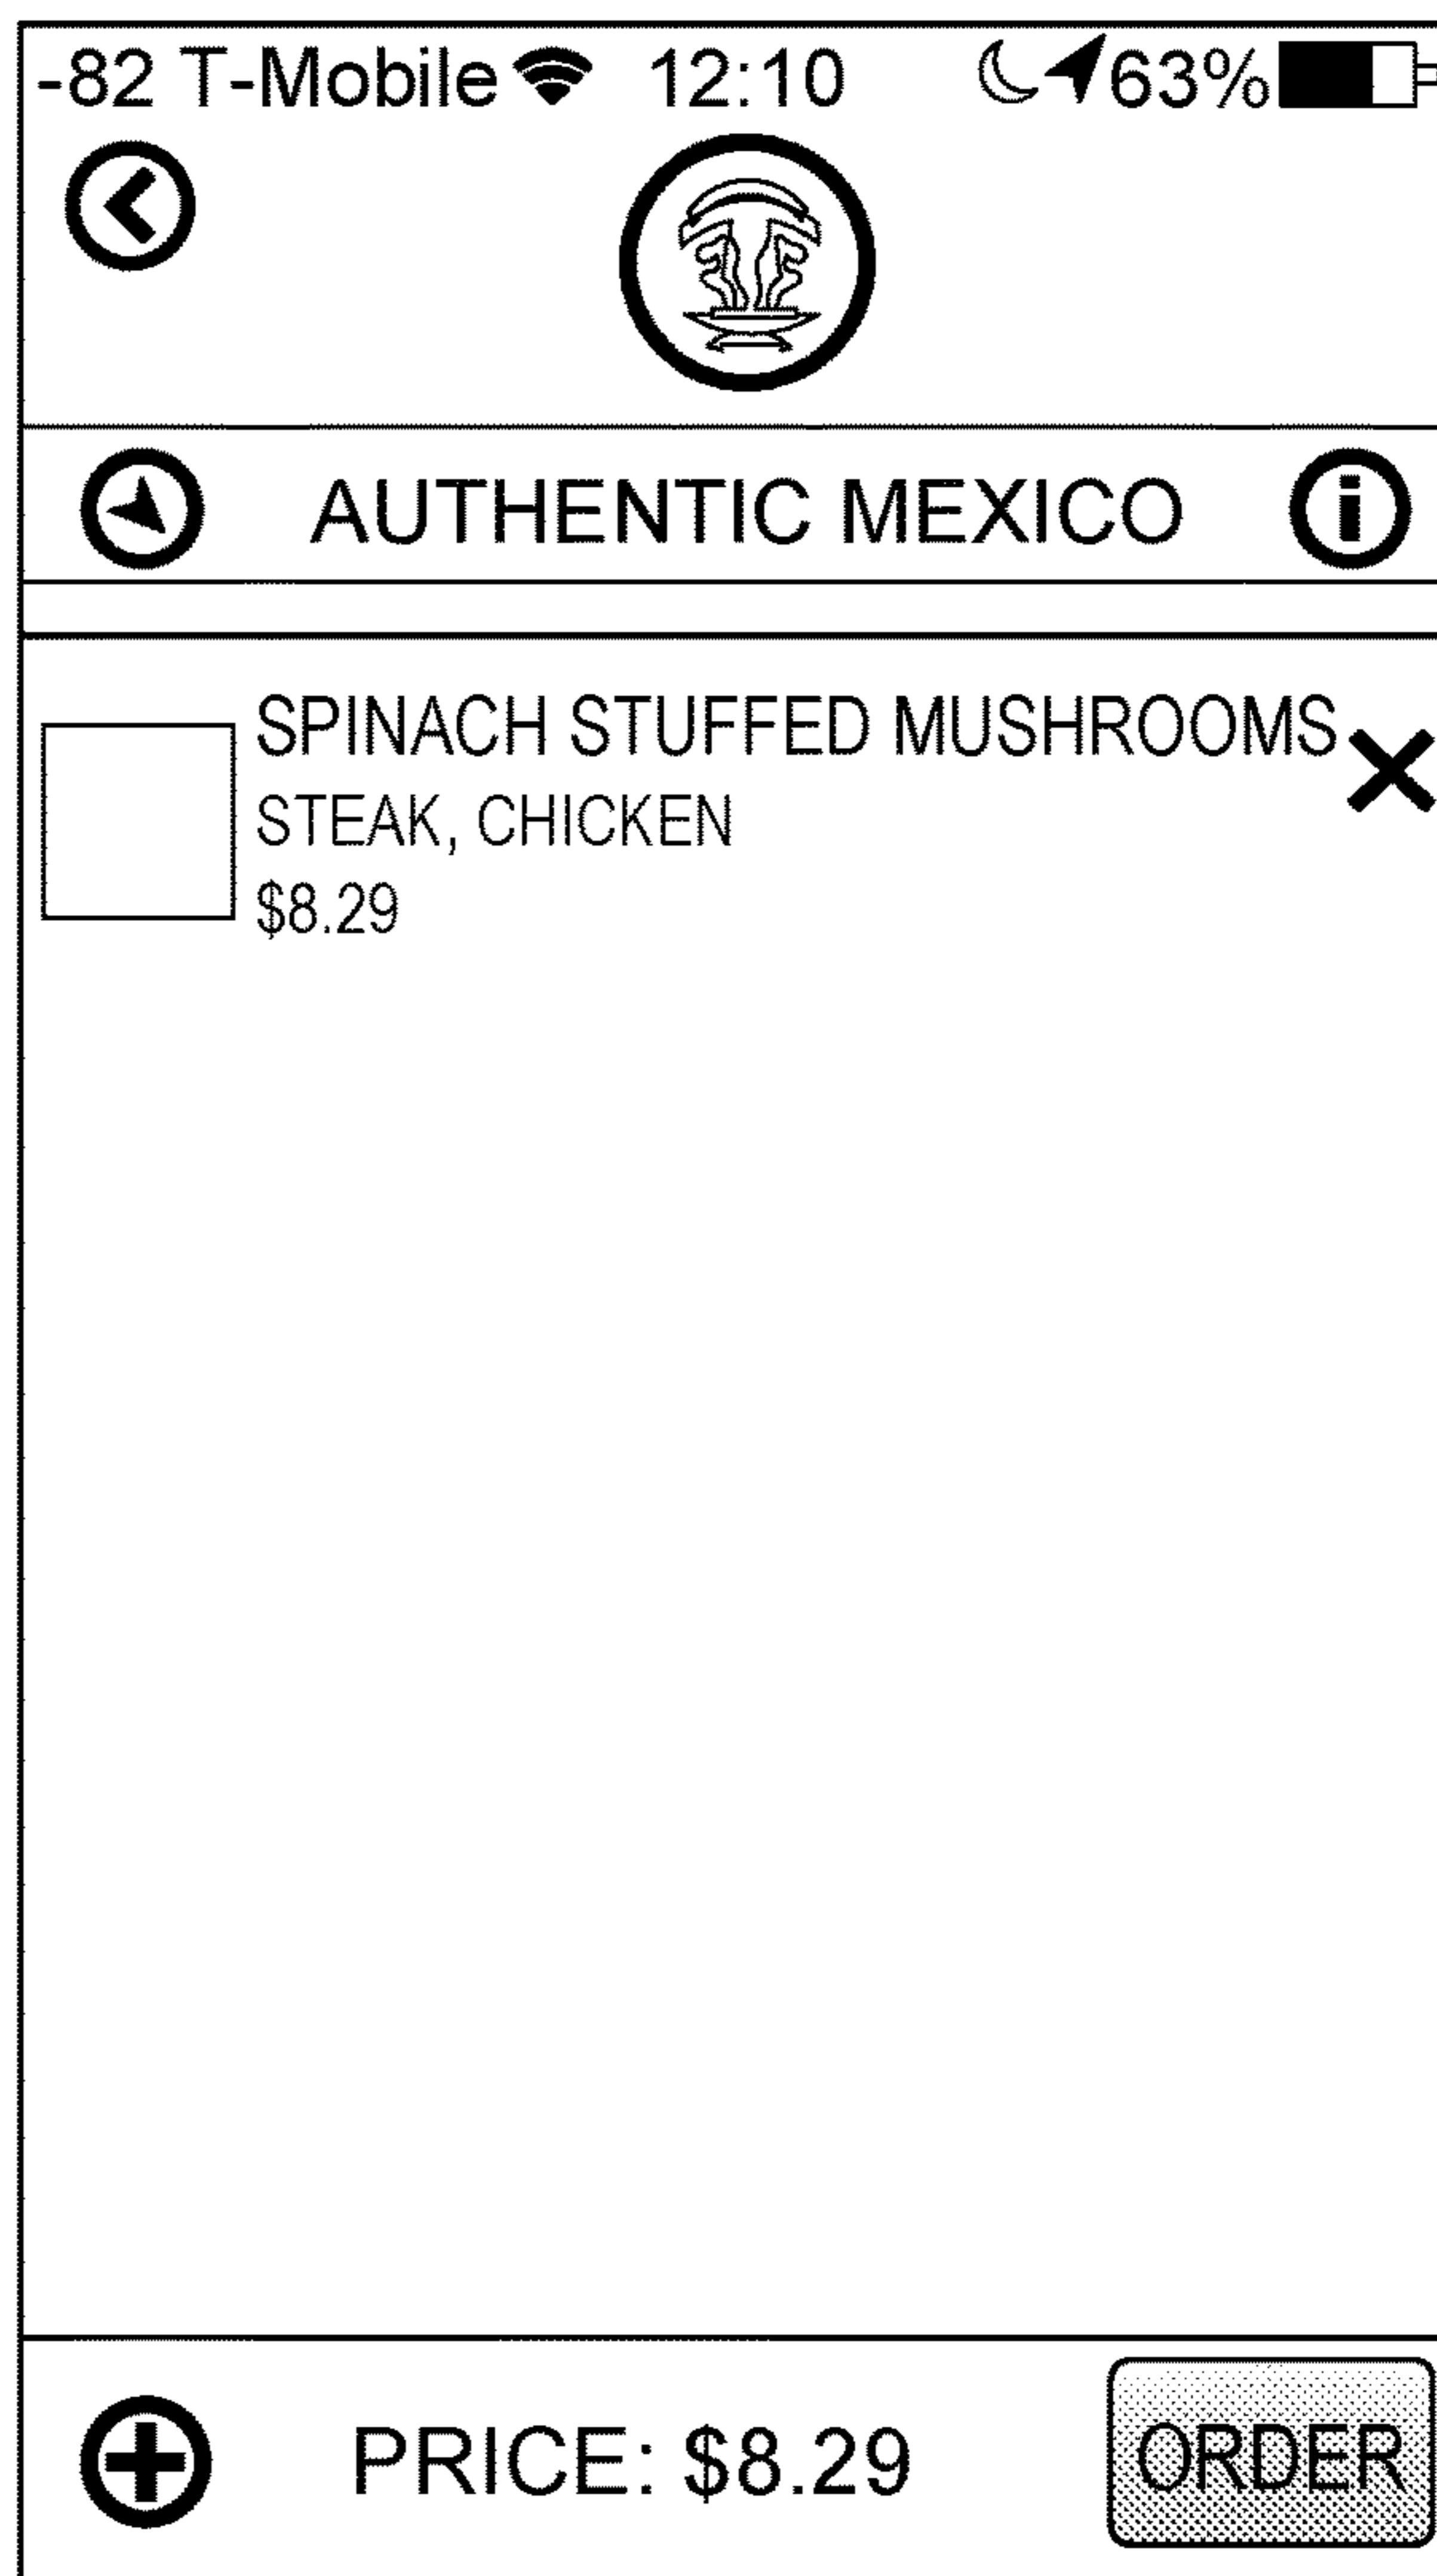 -82 T-Mobile 12:10 63%
AUTHENTIC MEXICO i
SPINACH STUFFED MUSHROOMS
STEAK, CHICKEN
$8.29
PRICE: $8.29 ORDER